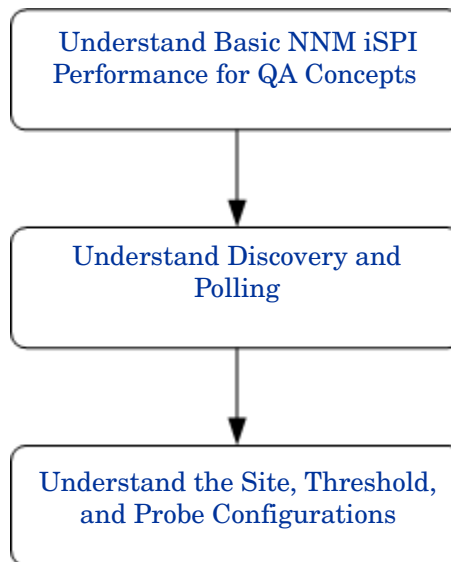 Understand Basic NNM iSPI
Performance for QA Concepts
Understand Discovery and
Polling
Understand the Site, Threshold,
and Probe Configurations